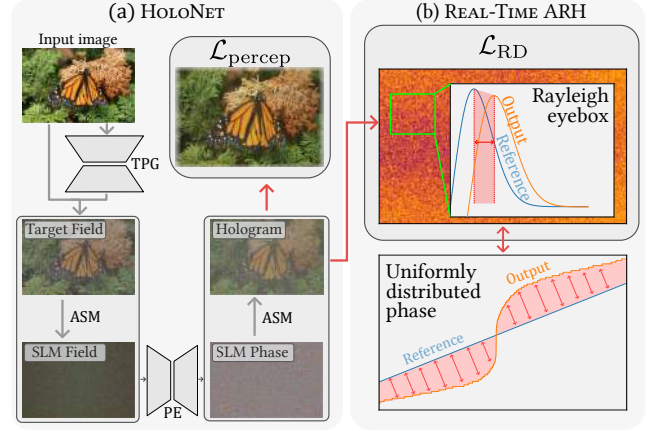 (a) HOLONET
Input image
TPG
Target Field
ASM
SLM Field
PE
ℒpercep
Hologram
ASM
SLM Phase
(b) REAL-TIME ARH
ℒRD
Rayleigh
eyebox
Output
Reference
Uniformly
distributed
phase
Output
Reference